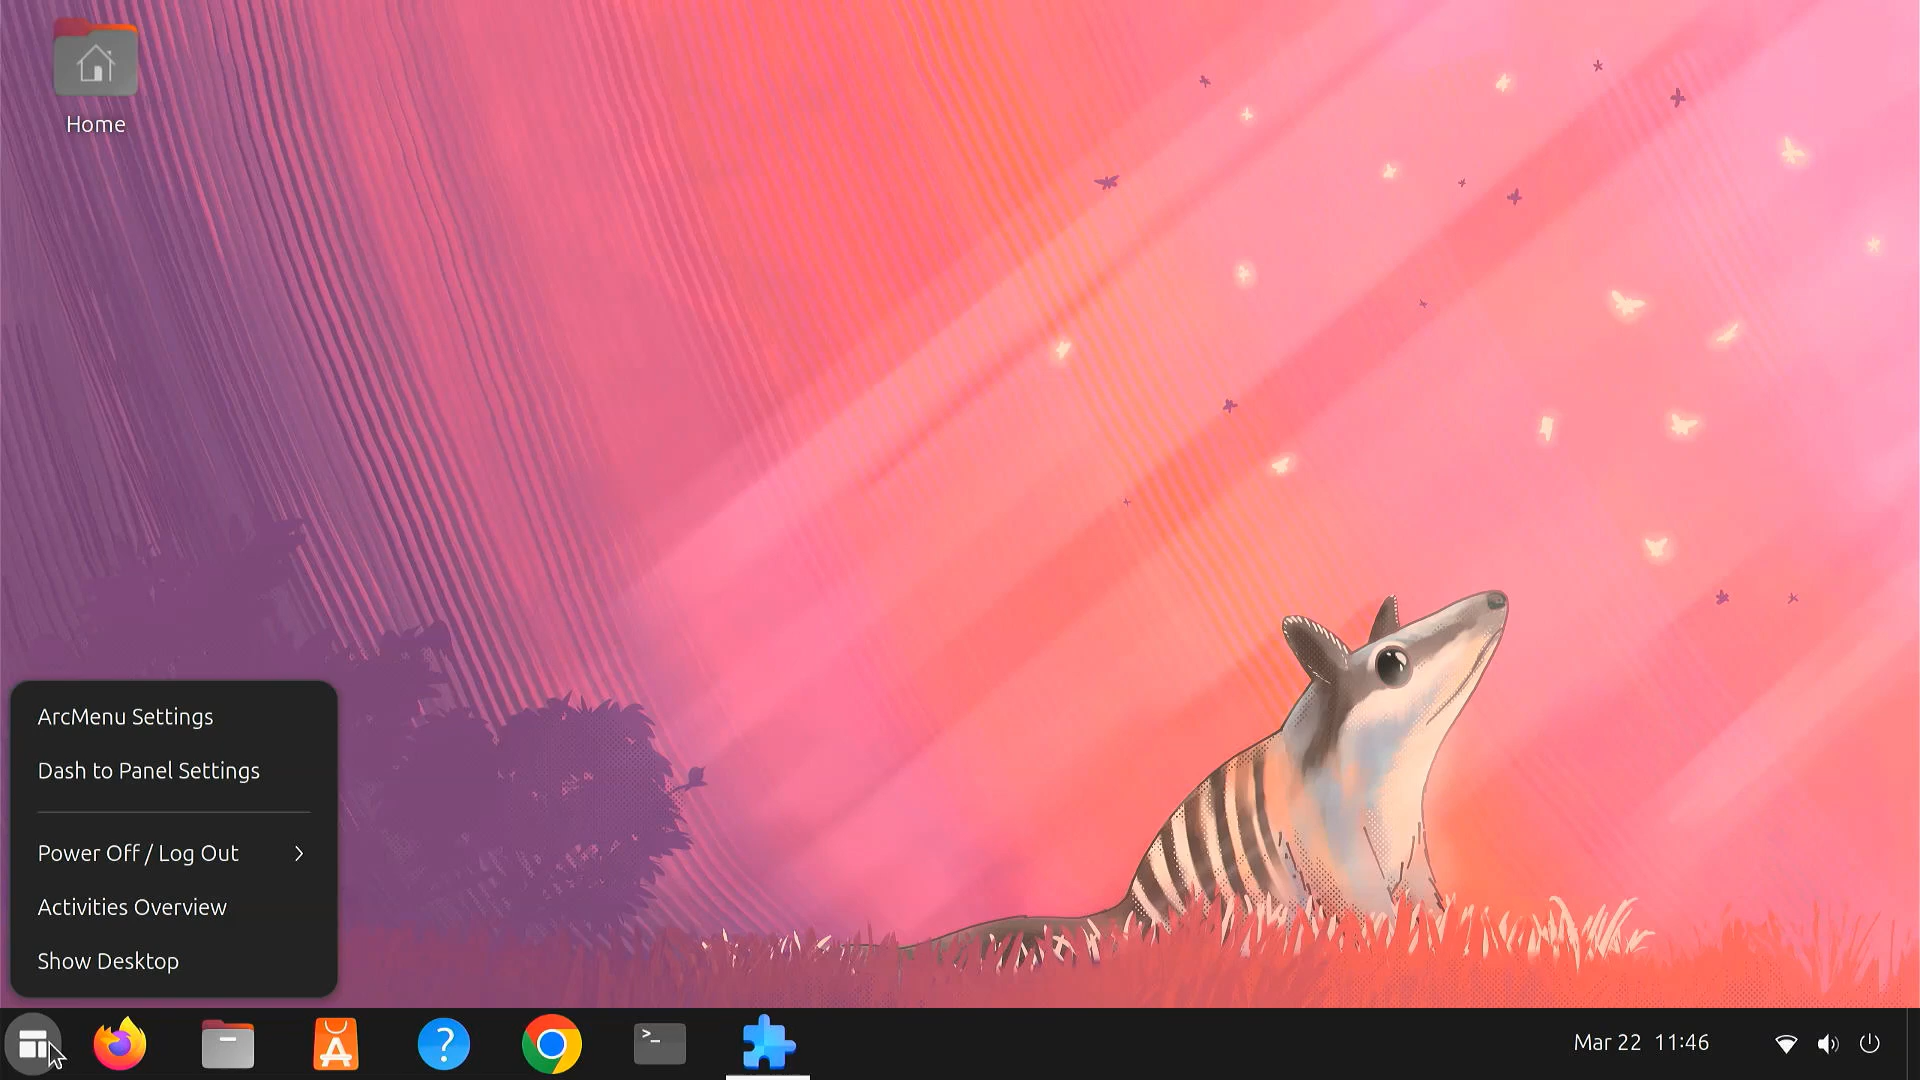 Home
ArcMenu Settings
Dash to Panel Settings
Power Off / Log Out
Activities Overview
Show Desktop
Mar 22 11:46